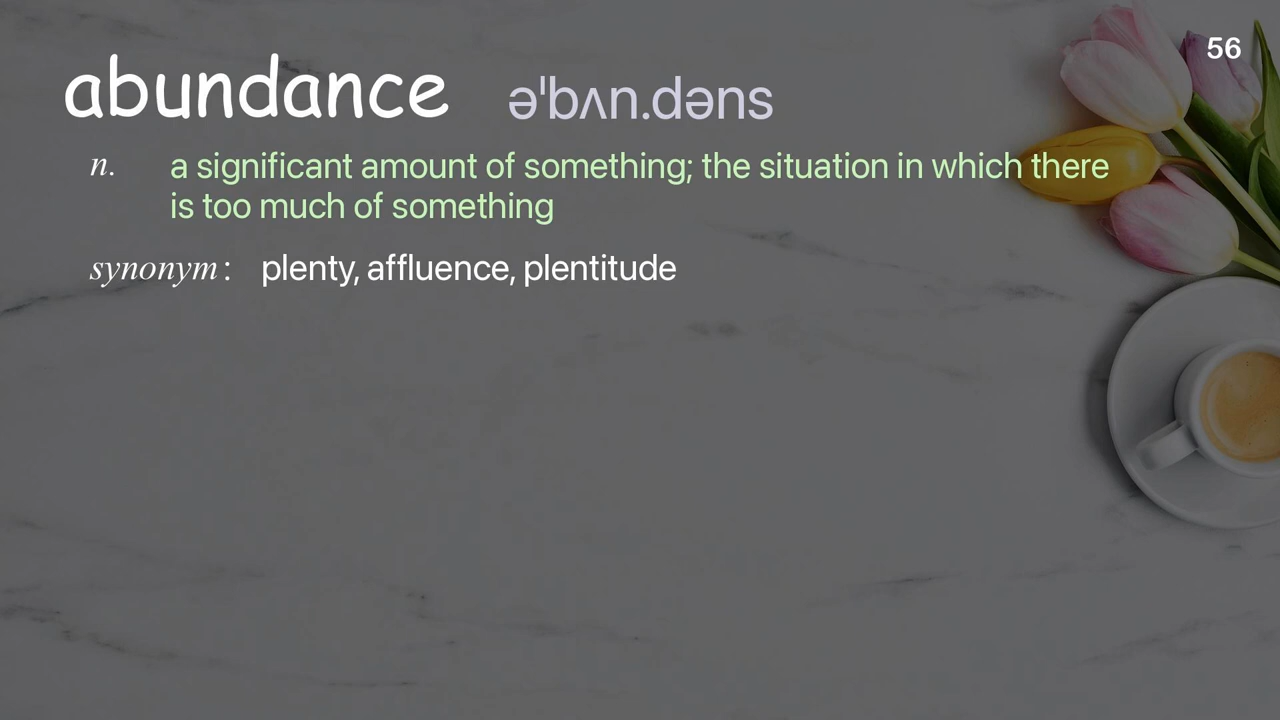 56
abundance əˈbʌn.dəns
n. a significant amount of something; the situation in which there
is too much of something
synonym: plenty, affluence, plentitude